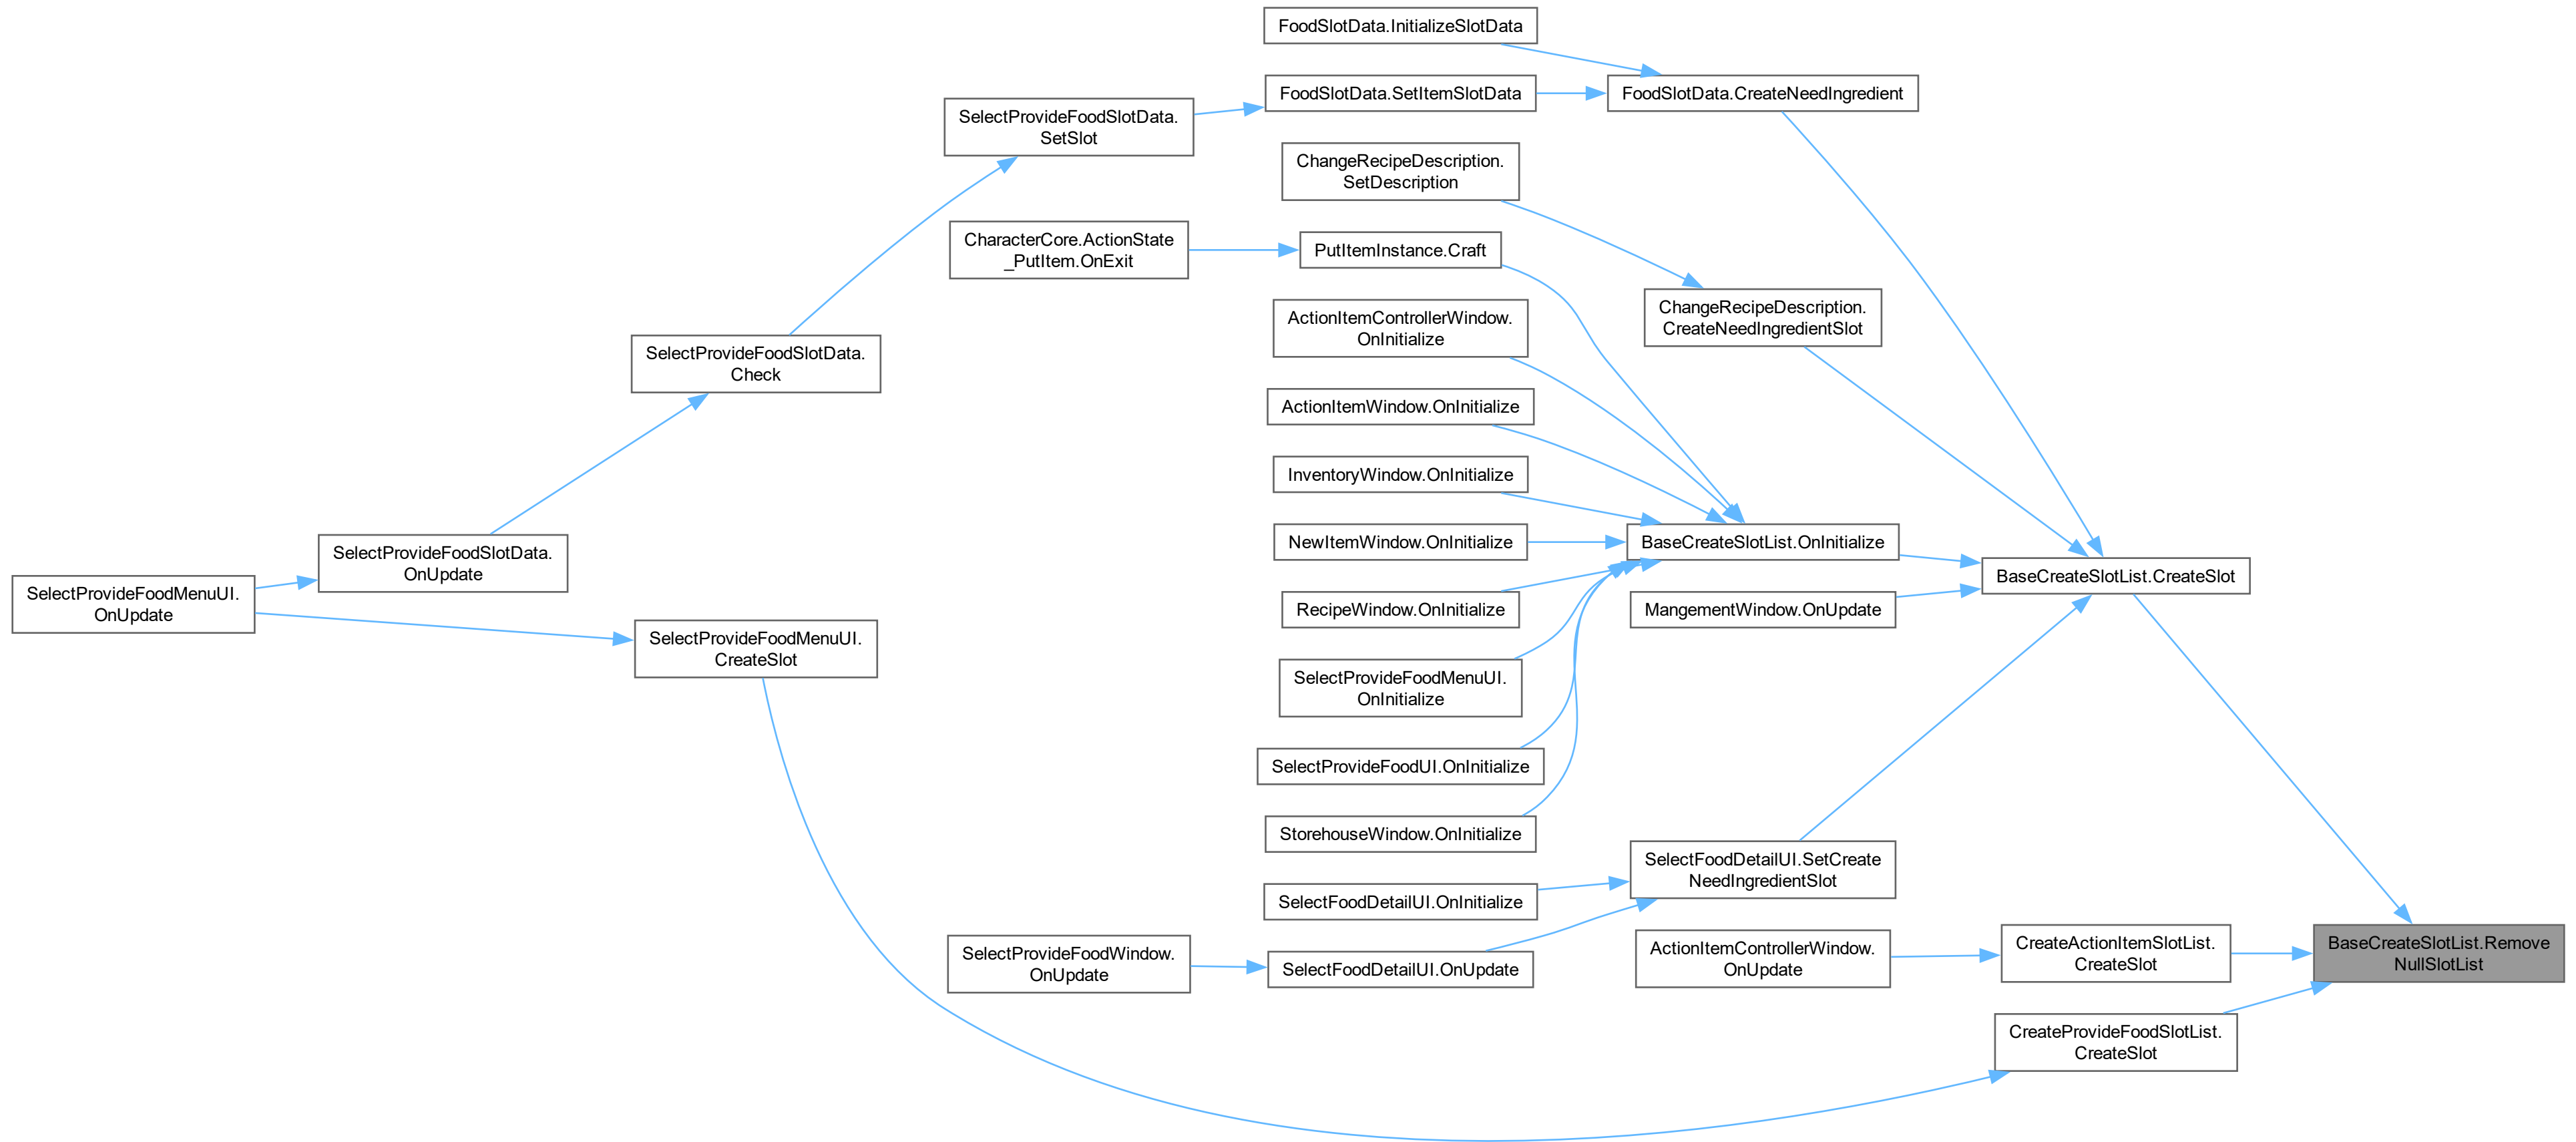 FoodSlotData.InitializeSlotData
FoodSlotData.SetItemSlotData
FoodSlotData.CreateNeedIngredient
SelectProvideFoodSlotData.
SetSlot
ChangeRecipeDescription.
SetDescription
CharacterCore.ActionState
_PutItem.OnExit
PutItemInstance.Craft
ChangeRecipeDescription.
CreateNeedIngredientSlot
ActionItemControllerWindow.
OnInitialize
SelectProvideFoodSlotData.
Check
ActionItemWindow.OnInitialize
InventoryWindow.OnInitialize
NewItemWindow.OnInitialize
BaseCreateSlotList.OnInitialize
SelectProvideFoodSlotData.
OnUpdate
BaseCreateSlotList.CreateSlot
SelectProvideFoodMenuUI.
OnUpdate
RecipeWindow.OnInitialize
MangementWindow.OnUpdate
SelectProvideFoodMenuUI.
CreateSlot
SelectProvideFoodMenuUI.
OnInitialize
SelectProvideFoodUI.OnInitialize
StorehouseWindow.OnInitialize
SelectFoodDetailUI.SetCreate
NeedIngredientSlot
SelectFoodDetailUI.OnInitialize
SelectProvideFoodWindow.
OnUpdate
SelectFoodDetailUI.OnUpdate
ActionItemControllerWindow.
OnUpdate
CreateActionItemSlotList.
CreateSlot
BaseCreateSlotList.Remove
NullSlotList
CreateProvideFoodSlotList.
CreateSlot